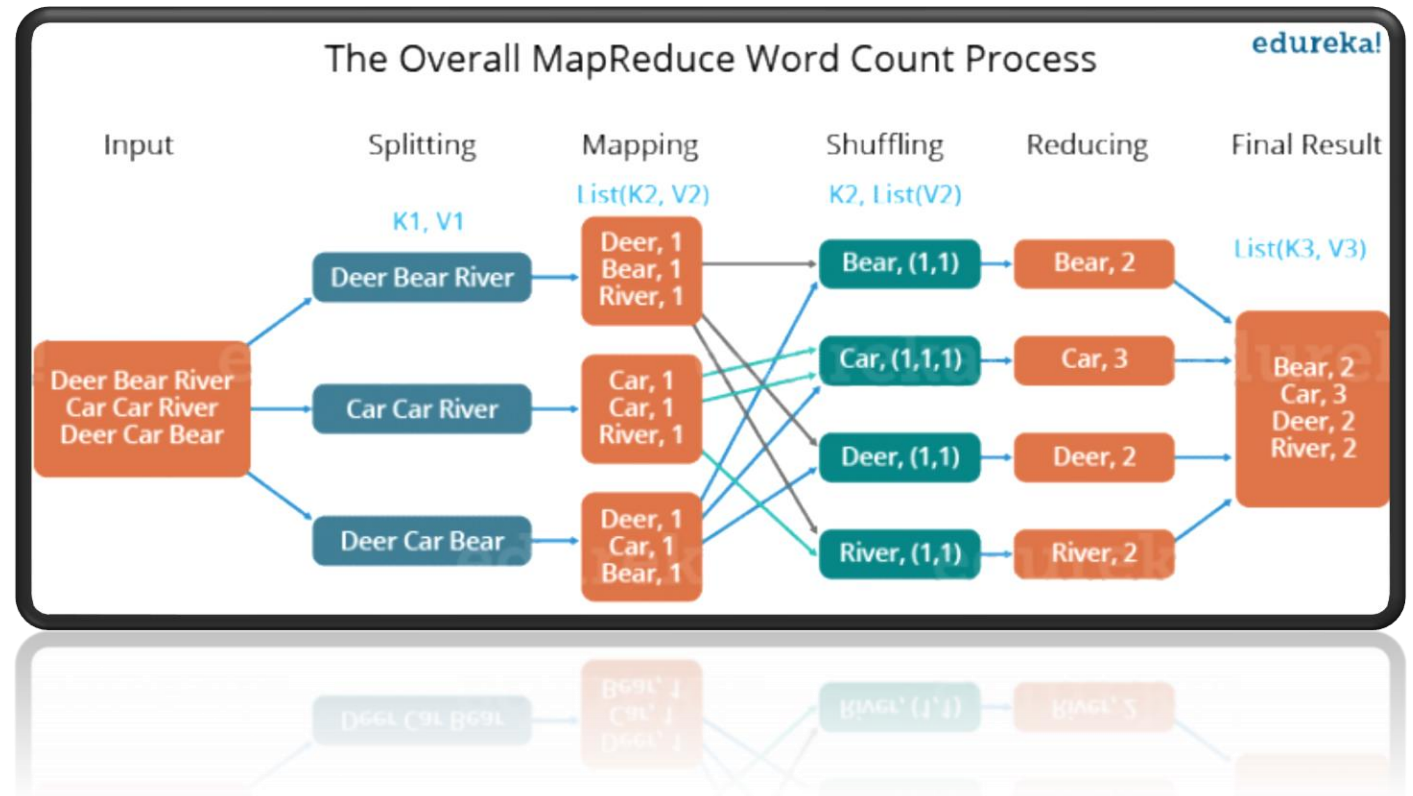 The Overall MapReduce Word Count Process
edureka!
Input
Splitting
Mapping
Shuffling
Reducing
Final Result
K1, V1
List(K2, V2)
K2, List(V2)
List(K3, V3)
Deer Bear River
Car Car River
Deer Car Bear
Deer Bear River
Car Car River
Deer Car Bear
Deer, 1
Bear, 1
River, 1
Car, 1
Car, 1
River, 1
Deer, 1
Car, 1
Bear, 1
Bear, (1,1)
Car, (1,1,1)
Deer, (1,1)
River, (1,1)
Bear, 2
Car, 3
Deer, 2
River, 2
Bear, 2
Car, 3
Deer, 2
River, 2